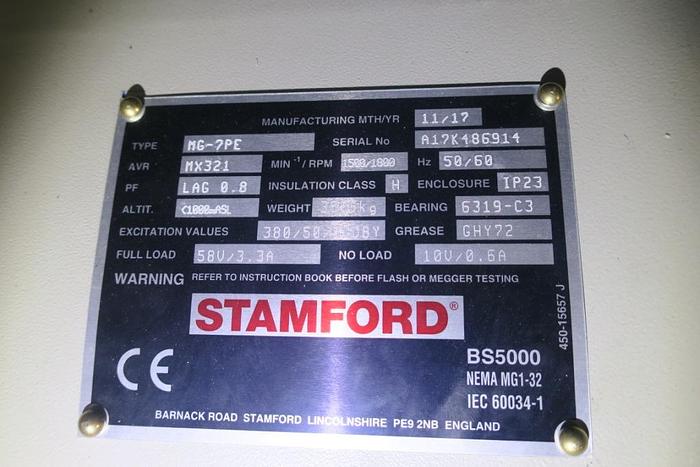 MANUFACTURING MTH/YR 11/17
TYPE MG-7PE SERIAL No A17K486914
AVR MX321 MIN -1 / RPM 1500/1800 Hz 50/60
PF LAG 0.8 INSULATION CLASS H ENCLOSURE IP23
ALTIT. <1000mASL WEIGHT kg BEARING 6319-C3
EXCITATION VALUES GREASE GHY72
FULL LOAD 58V/3.3A NO LOAD 10V/0.6A
WARNING REFER TO INSTRUCTION BOOK BEFORE FLASH OR MEGGER TESTING
STAMFORD®
CE
BS5000
NEMA MG1-32
IEC 60034-1
BARNACK ROAD STAMFORD LINCOLNSHIRE PE9 2NB ENGLAND
450-15657 J